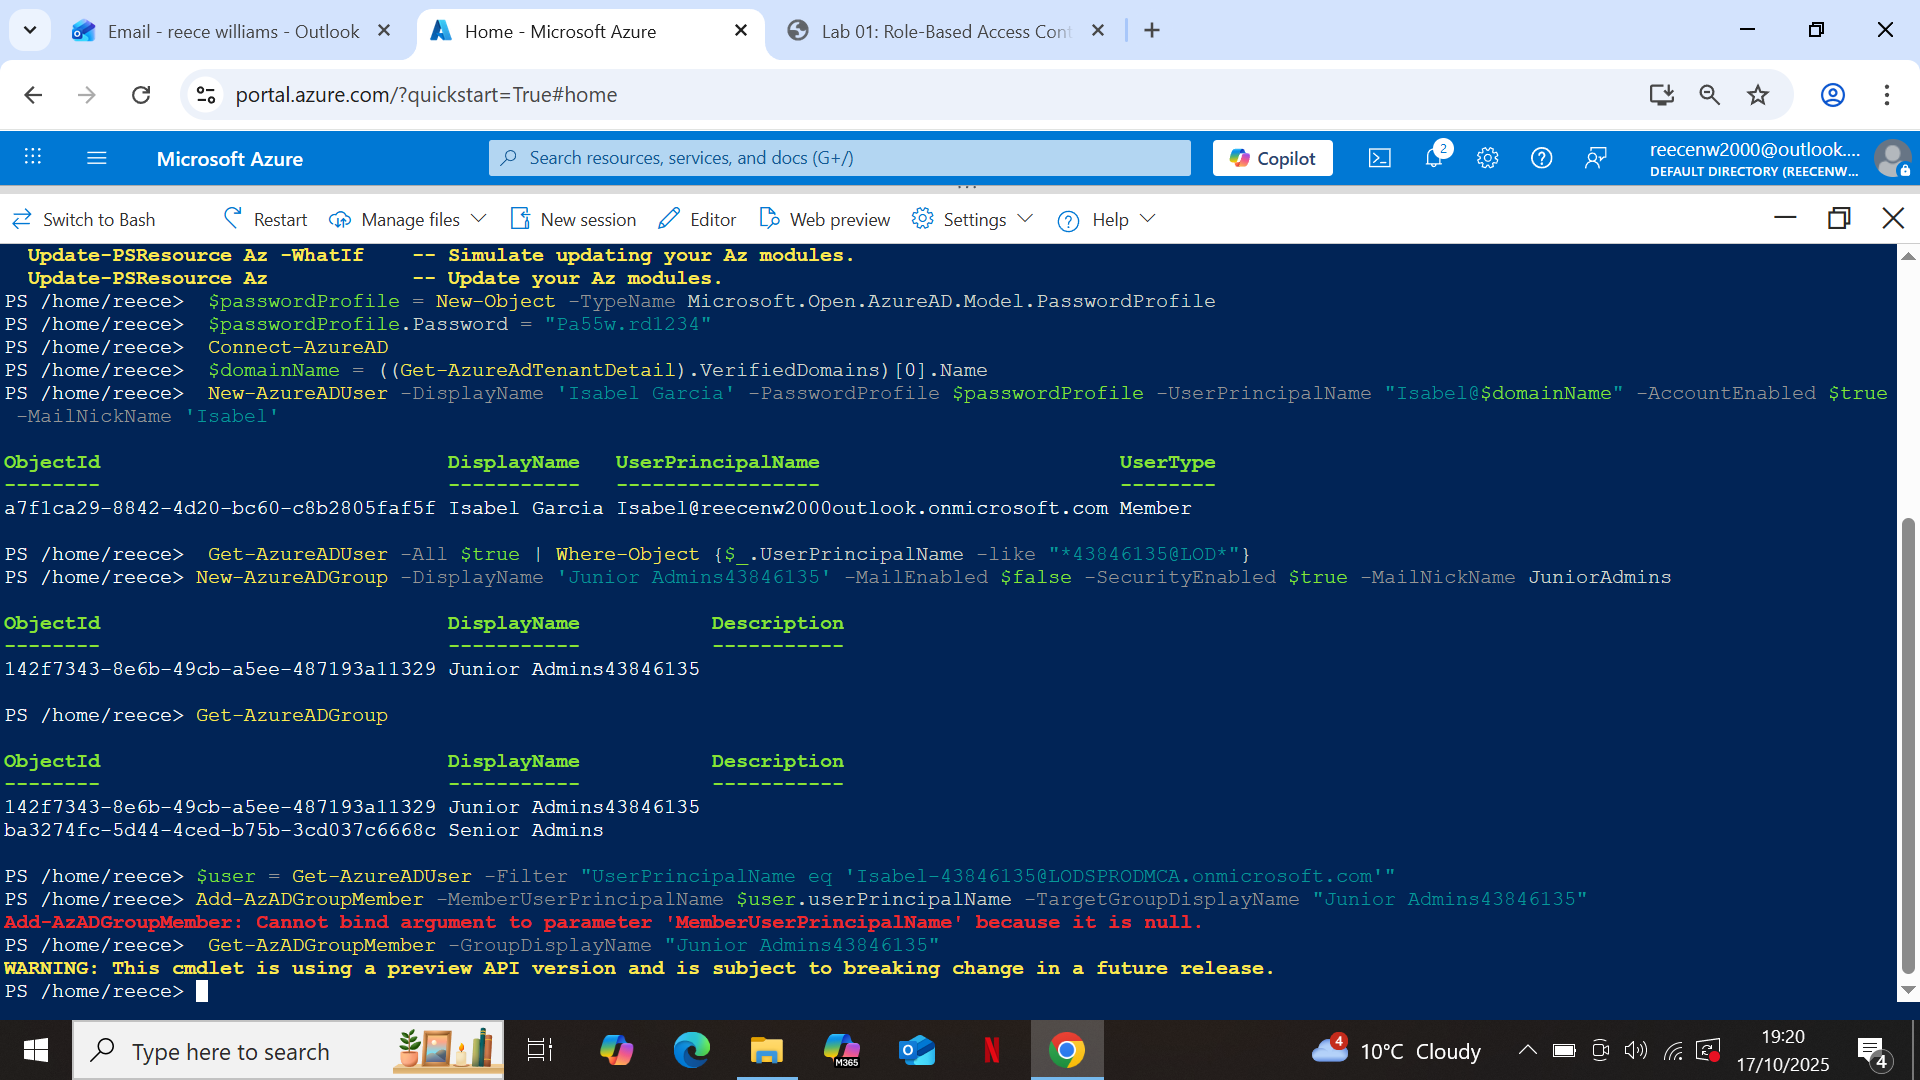 Email - reece williams - Outlook
Home - Microsoft Azure
Lab 01: Role-Based Access Cont
portal.azure.com/?quickstart=True#home
Microsoft Azure
Search resources, services, and docs (G+/)
Copilot
2
reecenw2000@outlook....
DEFAULT DIRECTORY (REECENW...
Switch to Bash
Restart
Manage files
New session
Editor
Web preview
Settings
Help
Update-PSResource Az -WhatIf    -- Simulate updating your Az modules.
Update-PSResource Az            -- Update your Az modules.
PS /home/reece>  $passwordProfile = New-Object -TypeName Microsoft.Open.AzureAD.Model.PasswordProfile
PS /home/reece>  $passwordProfile.Password = "Pa55w.rd1234"
PS /home/reece>  Connect-AzureAD
PS /home/reece>  $domainName = ((Get-AzureAdTenantDetail).VerifiedDomains)[0].Name
PS /home/reece>  New-AzureADUser -DisplayName 'Isabel Garcia' -PasswordProfile $passwordProfile -UserPrincipalName "Isabel@$domainName" -AccountEnabled $true
-MailNickName 'Isabel'
ObjectId                             DisplayName   UserPrincipalName                         UserType
--------                             -----------   -----------------                         --------
a7f1ca29-8842-4d20-bc60-c8b2805faf5f Isabel Garcia Isabel@reecenw2000outlook.onmicrosoft.com Member
PS /home/reece>  Get-AzureADUser -All $true | Where-Object {$_.UserPrincipalName -like "*43846135@LOD*"}
PS /home/reece> New-AzureADGroup -DisplayName 'Junior Admins43846135' -MailEnabled $false -SecurityEnabled $true -MailNickName JuniorAdmins
ObjectId                             DisplayName           Description
--------                             -----------           -----------
142f7343-8e6b-49cb-a5ee-487193a11329 Junior Admins43846135
PS /home/reece> Get-AzureADGroup
ObjectId                             DisplayName           Description
--------                             -----------           -----------
142f7343-8e6b-49cb-a5ee-487193a11329 Junior Admins43846135
ba3274fc-5d44-4ced-b75b-3cd037c6668c Senior Admins
PS /home/reece> $user = Get-AzureADUser -Filter "UserPrincipalName eq 'Isabel-43846135@LODSPRODMCA.onmicrosoft.com'"
PS /home/reece> Add-AzADGroupMember -MemberUserPrincipalName $user.userPrincipalName -TargetGroupDisplayName "Junior Admins43846135"
Add-AzADGroupMember: Cannot bind argument to parameter 'MemberUserPrincipalName' because it is null.
PS /home/reece>  Get-AzADGroupMember -GroupDisplayName "Junior Admins43846135"
WARNING: This cmdlet is using a preview API version and is subject to breaking change in a future release.
PS /home/reece>
Type here to search
M365
N
4
10°C Cloudy
19:20
17/10/2025
4